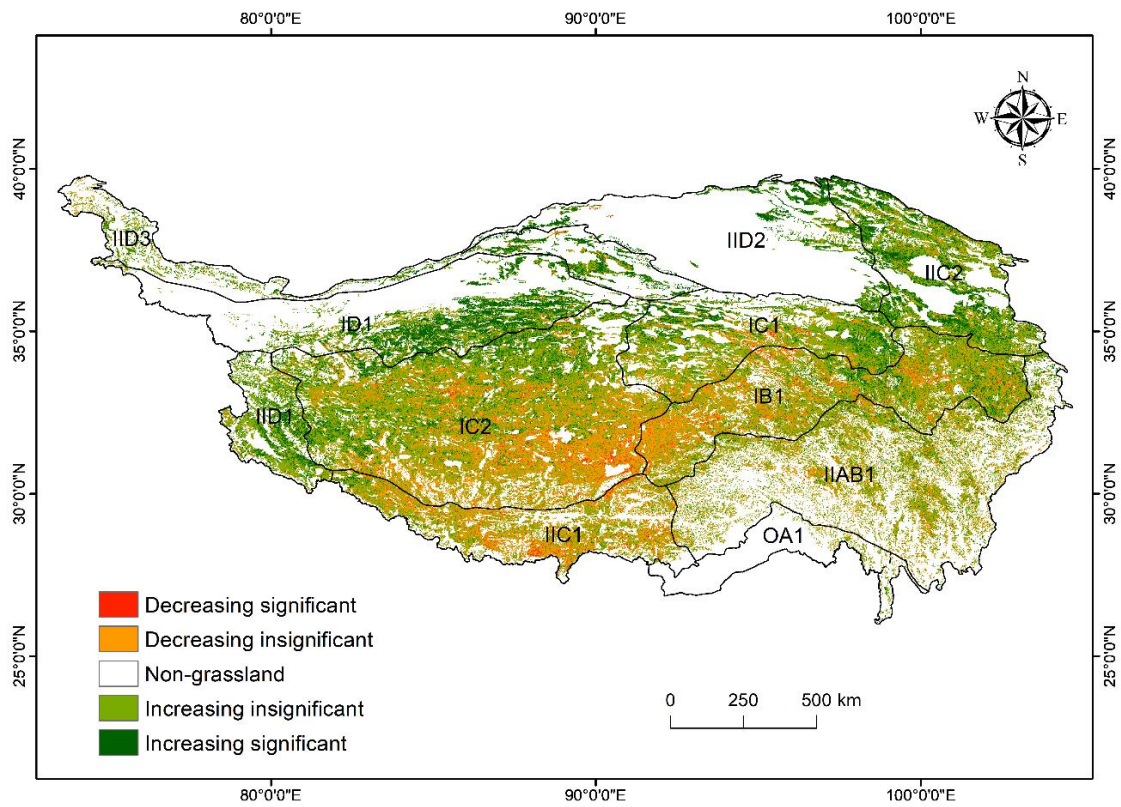 80°0'0"E 90°0'0"E 100°0'0"E
N
W E
S
40°0'0"N 40°0'0"N
IID3
IID2
IIC2
ID1
IC1
35°0'0"N 35°0'0"N
IB1
IID1
IC2
IIAB1
30°0'0"N 30°0'0"N
IIC1
OA1
Decreasing significant
Decreasing insignificant
Non-grassland
Increasing insignificant
Increasing significant
0 250 500 km
25°0'0"N 25°0'0"N
80°0'0"E 90°0'0"E 100°0'0"E